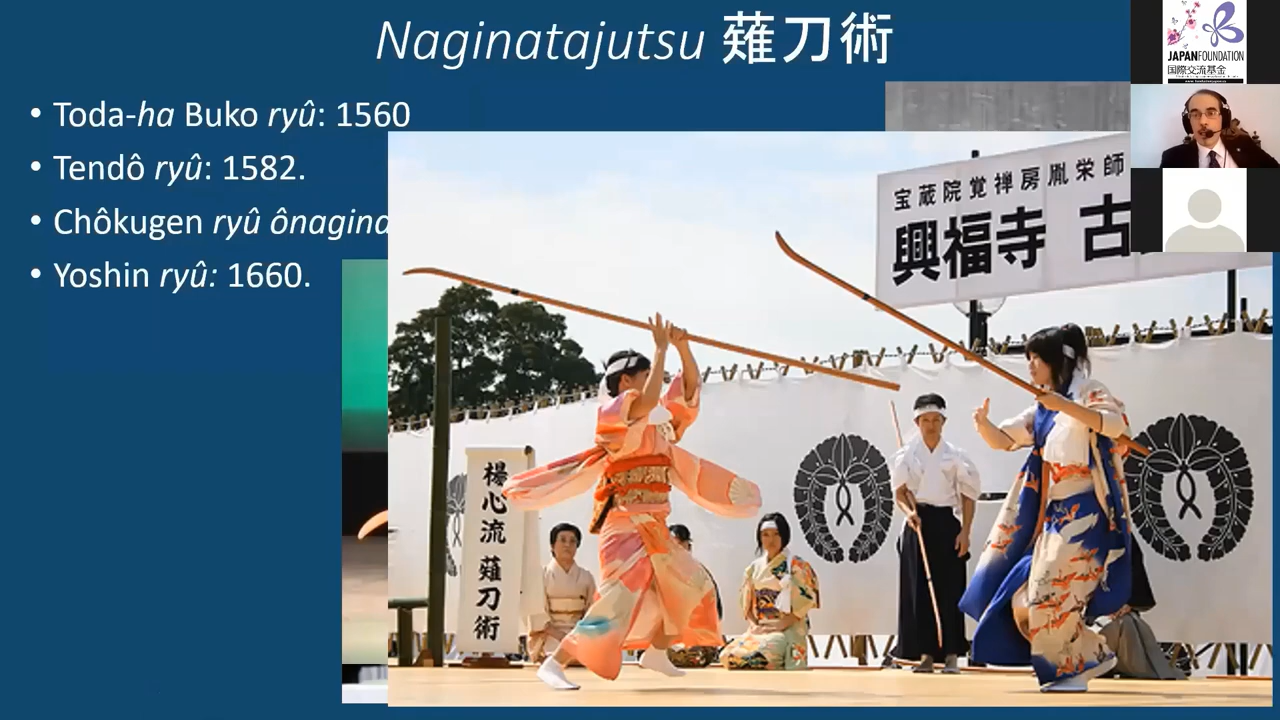 Naginatajutsu 薙刀術
• Toda-ha Buko ryû: 1560
• Tendô ryû: 1582.
• Chôkugen ryû ônagina
• Yoshin ryû: 1660.
JAPANFOUNDATION
国際交流基金
宝蔵院覚禅房胤栄師
興福寺 古
楊心流 薙刀術